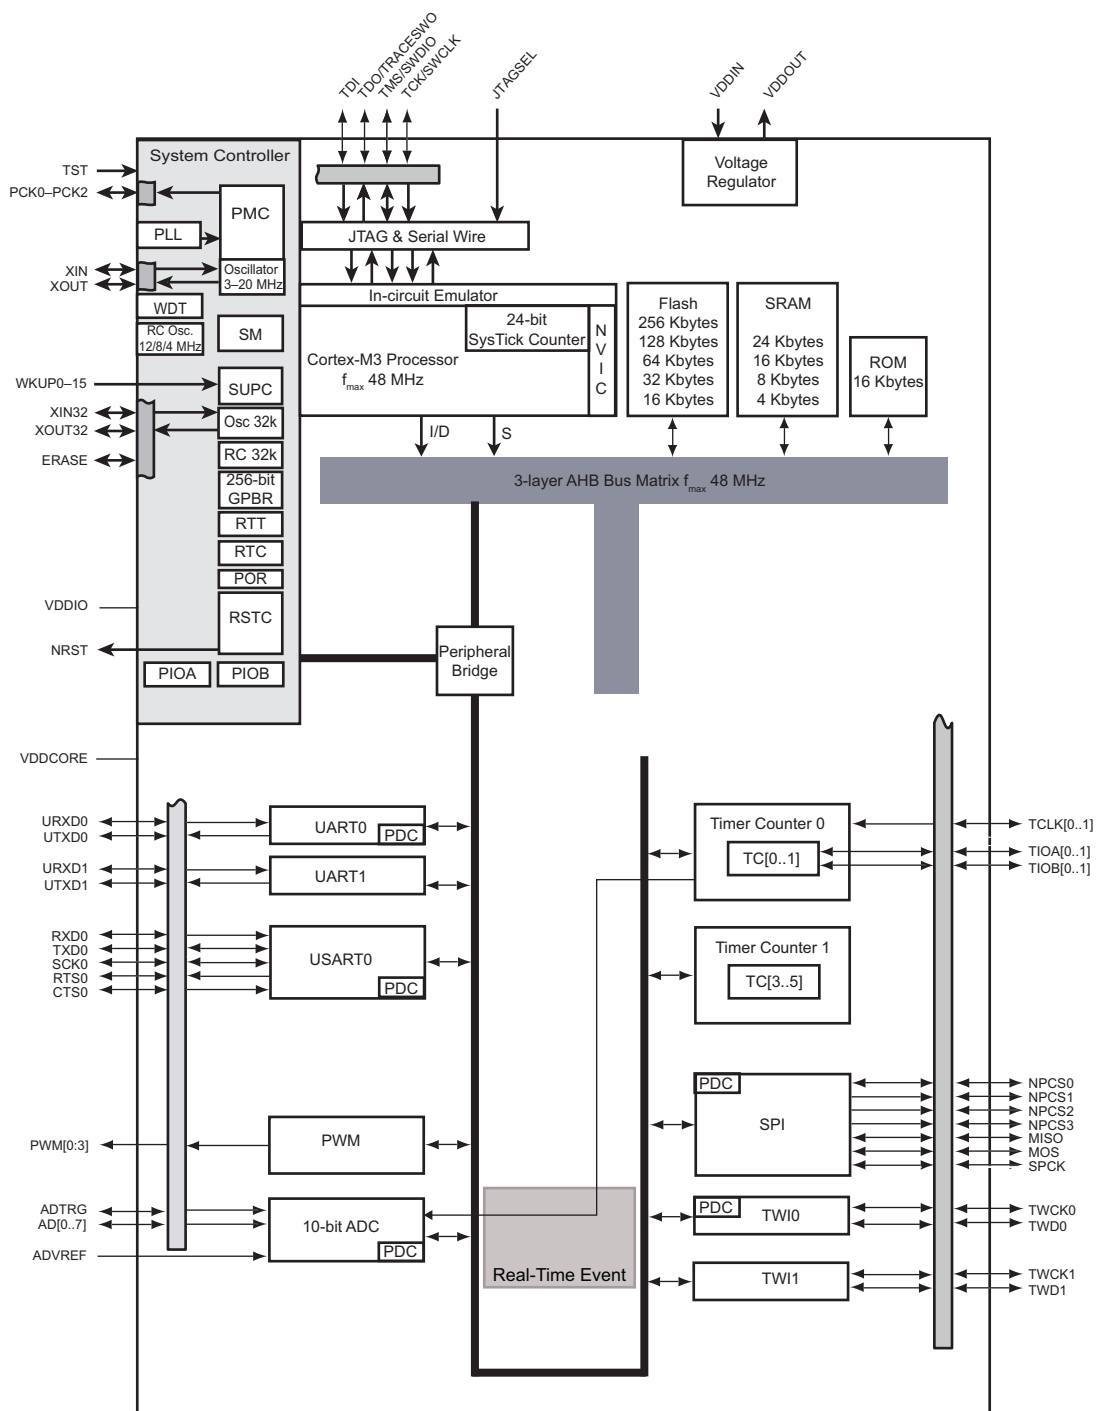 TDI
TDO/TRACESWO
TMS/SWDIO
TCK/SWCLK
JTAGSEL
VDDIN
VDDOUT
System Controller
Voltage
Regulator
TST
PCK0–PCK2
PMC
PLL
JTAG & Serial Wire
XIN
XOUT
Oscillator
3–20 MHz
In-circuit Emulator
WDT
RC Osc.
12/8/4 MHz
SM
24-bit
SysTick Counter
N
V
I
C
Cortex-M3 Processor
fmax 48 MHz
Flash
256 Kbytes
128 Kbytes
64 Kbytes
32 Kbytes
16 Kbytes
SRAM
24 Kbytes
16 Kbytes
8 Kbytes
4 Kbytes
ROM
16 Kbytes
WKUP0–15
SUPC
XIN32
XOUT32
Osc 32k
ERASE
RC 32k
I/D
S
3-layer AHB Bus Matrix fmax 48 MHz
256-bit
GPBR
RTT
RTC
POR
VDDIO
RSTC
NRST
PIOA
PIOB
Peripheral
Bridge
VDDCORE
URXD0
UTXD0
UART0
PDC
URXD1
UTXD1
UART1
RXD0
TXD0
SCK0
RTS0
CTS0
USART0
PDC
PWM[0:3]
PWM
ADTRG
AD[0..7]
ADVREF
10-bit ADC
PDC
Real-Time Event
Timer Counter 0
TC[0..1]
TCLK[0..1]
TIOA[0..1]
TIOB[0..1]
Timer Counter 1
TC[3..5]
PDC
SPI
NPCS0
NPCS1
NPCS2
NPCS3
MISO
MOS
SPCK
PDC
TWI0
TWCK0
TWD0
TWI1
TWCK1
TWD1